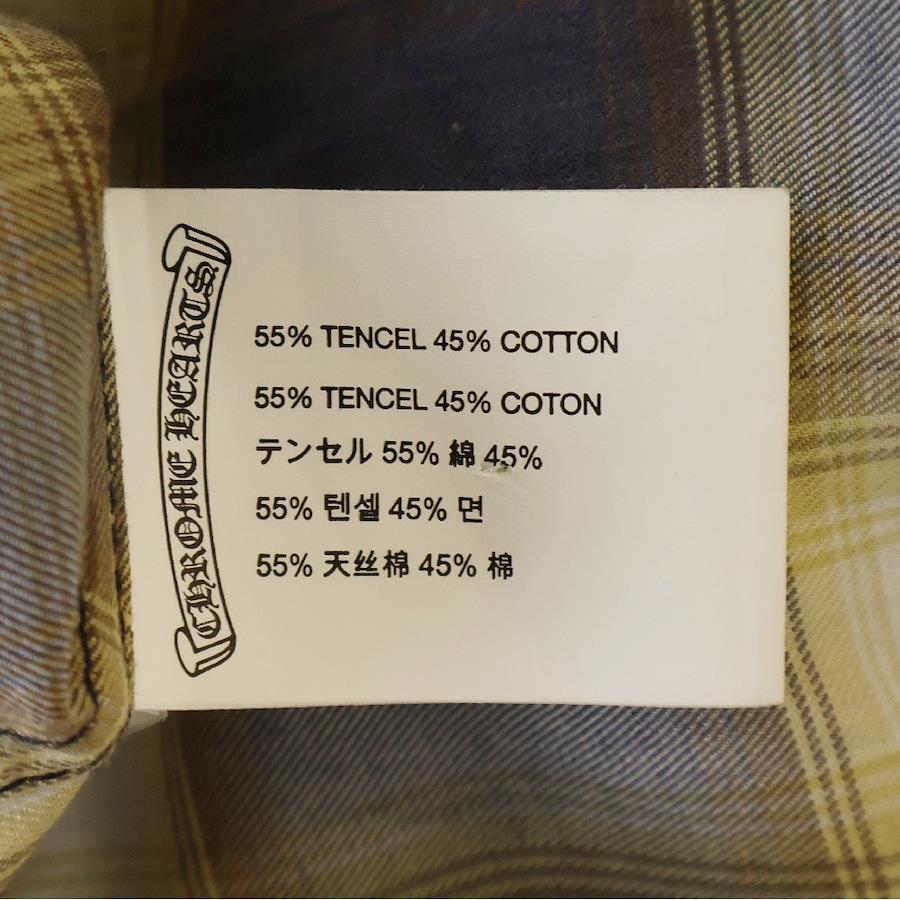 CHROME HEARTS
55% TENCEL 45% COTTON
55% TENCEL 45% COTON
テンセル 55% 綿 45%
55% 텐셀 45% 면
55% 天丝棉 45% 棉